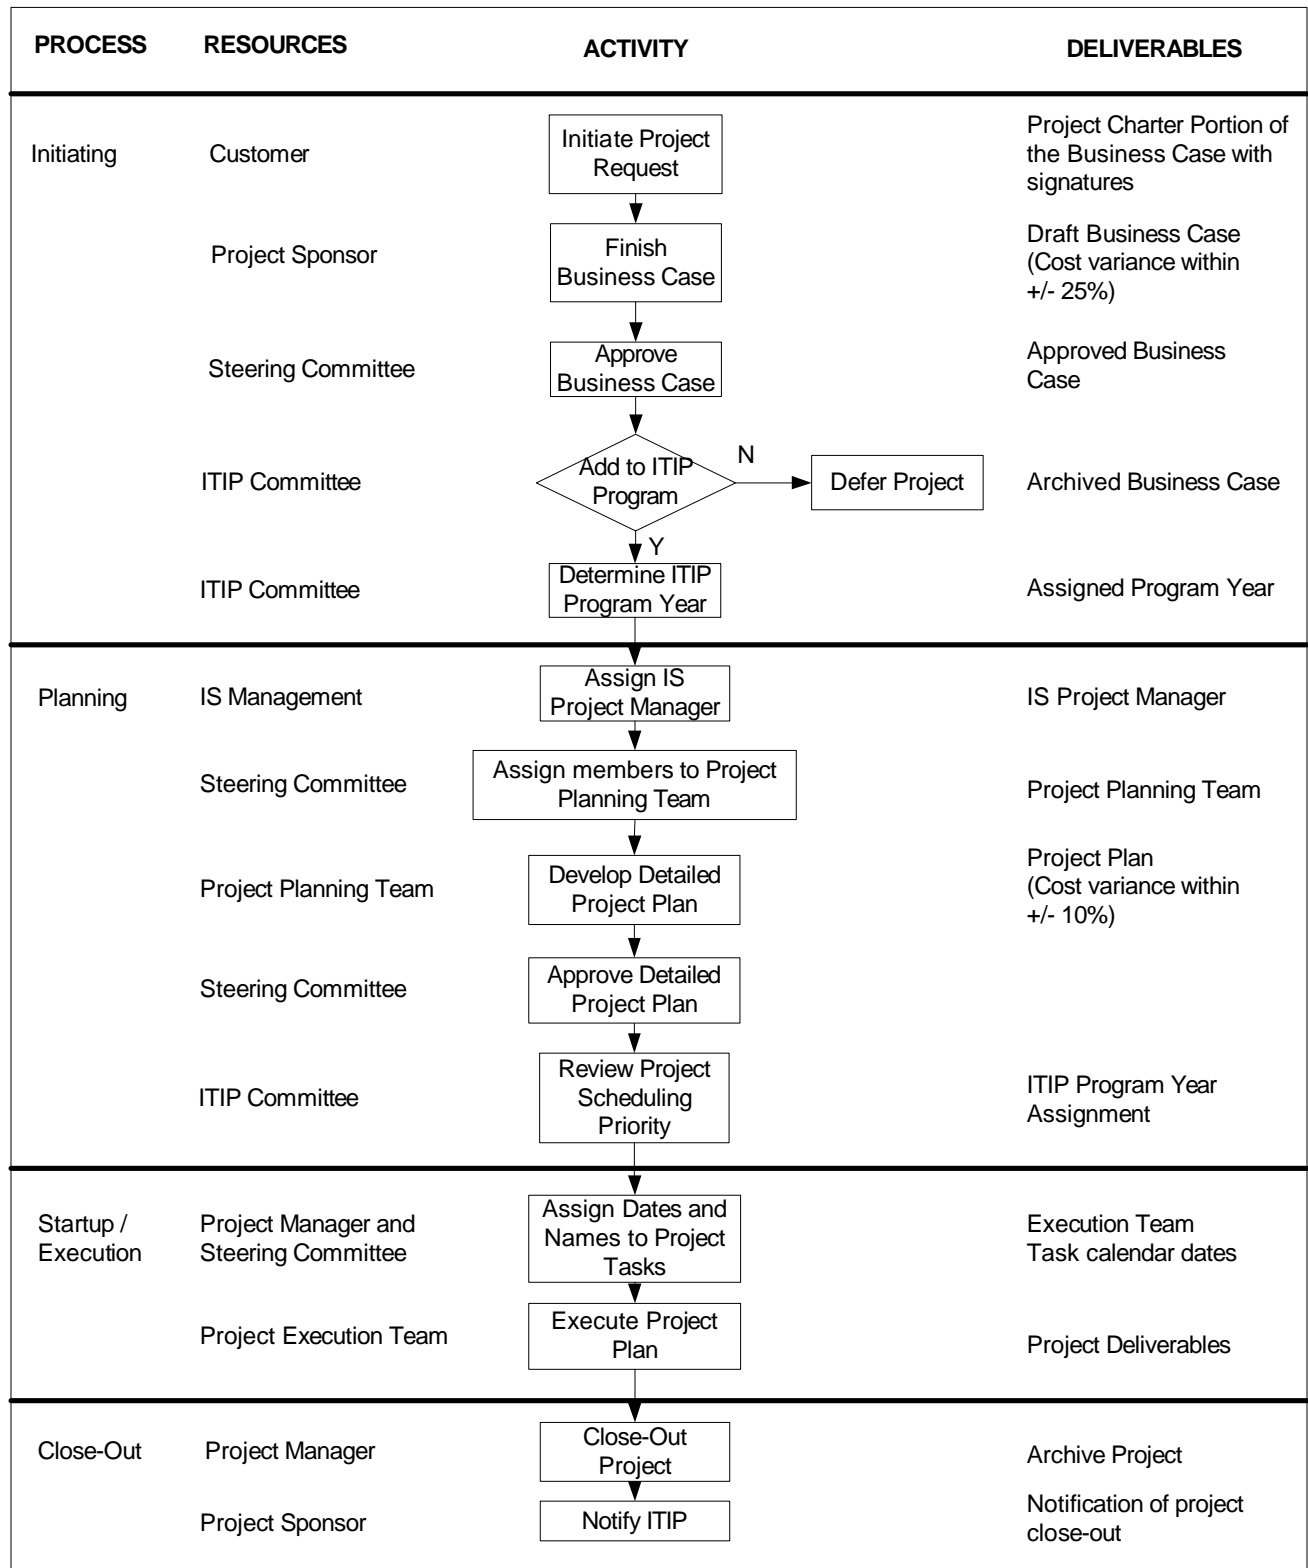 PROCESS RESOURCES ACTIVITY DELIVERABLES
Initiating
Customer
Initiate Project
Request
Project Charter Portion of
the Business Case with
signatures
Project Sponsor
Finish
Business Case
Draft Business Case
(Cost variance within
+/- 25%)
Steering Committee
Approve
Business Case
Approved Business
Case
ITIP Committee
Add to ITIP
Program
N
Defer Project
Archived Business Case
Y
ITIP Committee
Determine ITIP
Program Year
Assigned Program Year
Planning
IS Management
Assign IS
Project Manager
IS Project Manager
Steering Committee
Assign members to Project
Planning Team
Project Planning Team
Project Planning Team
Develop Detailed
Project Plan
Project Plan
(Cost variance within
+/- 10%)
Steering Committee
Approve Detailed
Project Plan
ITIP Committee
Review Project
Scheduling
Priority
ITIP Program Year
Assignment
Startup /
Execution
Project Manager and
Steering Committee
Assign Dates and
Names to Project
Tasks
Execution Team
Task calendar dates
Project Execution Team
Execute Project
Plan
Project Deliverables
Close-Out
Project Manager
Close-Out
Project
Archive Project
Project Sponsor
Notify ITIP
Notification of project
close-out